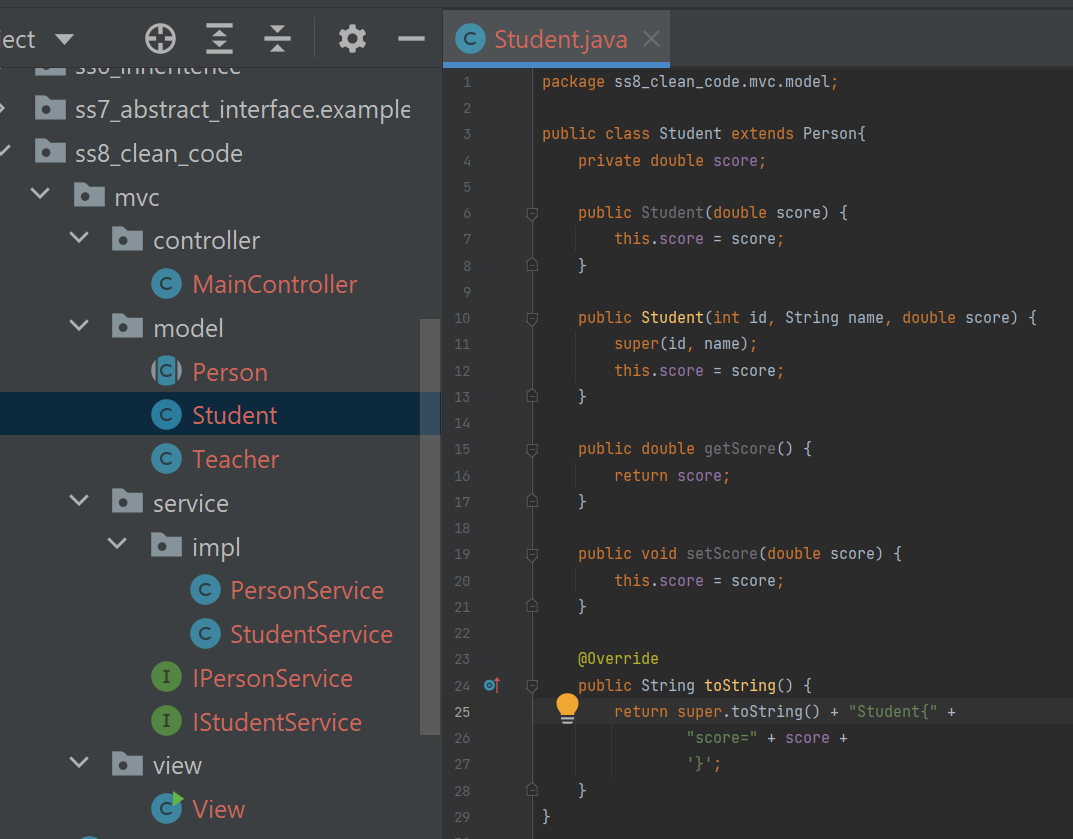 ect
ss6_inheritence
ss7_abstract_interface.example
ss8_clean_code
mvc
controller
MainController
model
Person
Student
Teacher
service
impl
PersonService
StudentService
IPersonService
IStudentService
view
View
Student.java
1 package ss8_clean_code.mvc.model;
2
3 public class Student extends Person{
4 private double score;
5
6 public Student(double score) {
7 this.score = score;
8 }
9
10 public Student(int id, String name, double score) {
11 super(id, name);
12 this.score = score;
13 }
14
15 public double getScore() {
16 return score;
17 }
18
19 public void setScore(double score) {
20 this.score = score;
21 }
22
23 @Override
24 public String toString() {
25 return super.toString() + "Student{" +
26 "score=" + score +
27 '}';
28 }
29 }